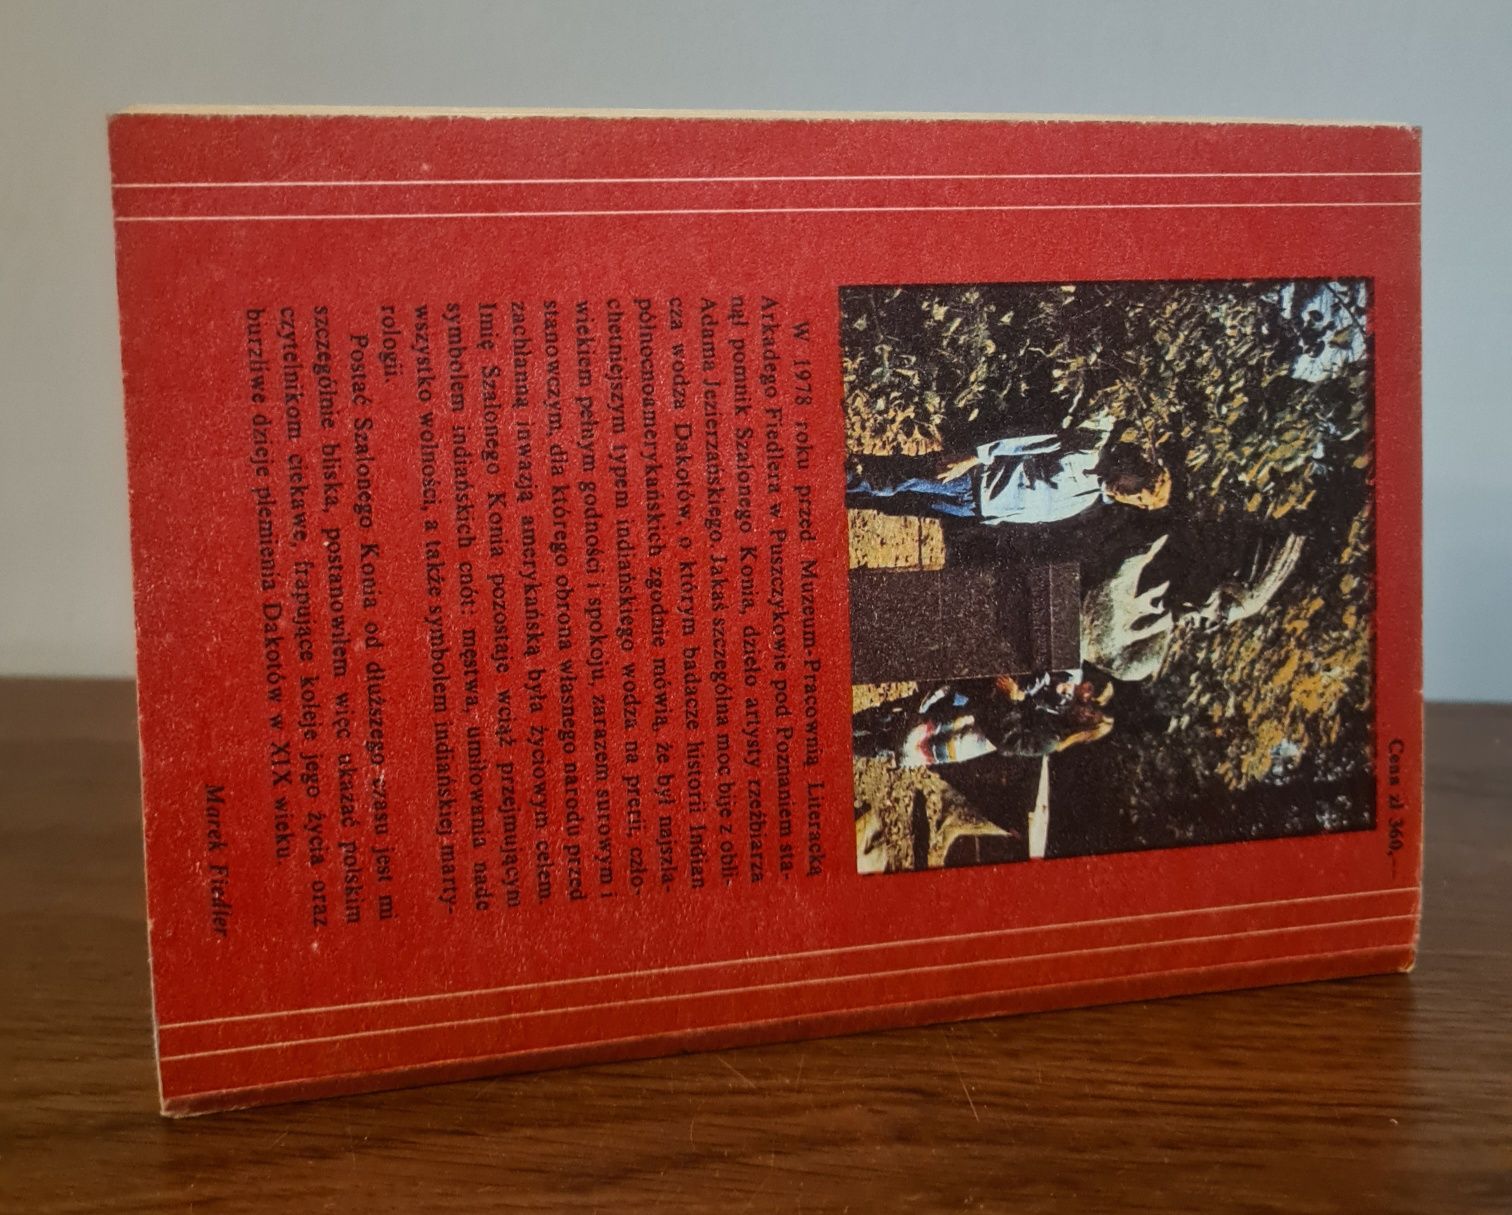 Cena zł 360,—
W 1978 roku przed Muzeum-Pracownią Literacką
Arkadego Fiedlera w Puszczykowie pod Poznaniem sta-
nął pomnik Szalonego Konia, dzieło artysty rzeźbiarza
Adama Jezierzańskiego. Jakaś szczególna moc bije z obli-
cza wodza Dakotów, o którym badacze historii Indian
północnoamerykańskich zgodnie mówią, że był najszla-
chetniejszym typem indiańskiego wodza na prerii, czło-
wiekiem pełnym godności i spokoju, zarazem surowym i
stanowczym, dla którego obrona własnego narodu przed
zachłanną inwazją amerykańską była życiowym celem.
Imię Szalonego Konia pozostaje wciąż przejmującym
symbolem indiańskich cnót: męstwa, umiłowania nade
wszystko wolności, a także symbolem indiańskiej marty-
rologii.
Postać Szalonego Konia od dłuższego czasu jest mi
szczególnie bliska, postanowiłem więc ukazać polskim
czytelnikom ciekawe, frapujące koleje jego życia oraz
burzliwe dzieje plemienia Dakotów w XIX wieku.
Marek Fiedler